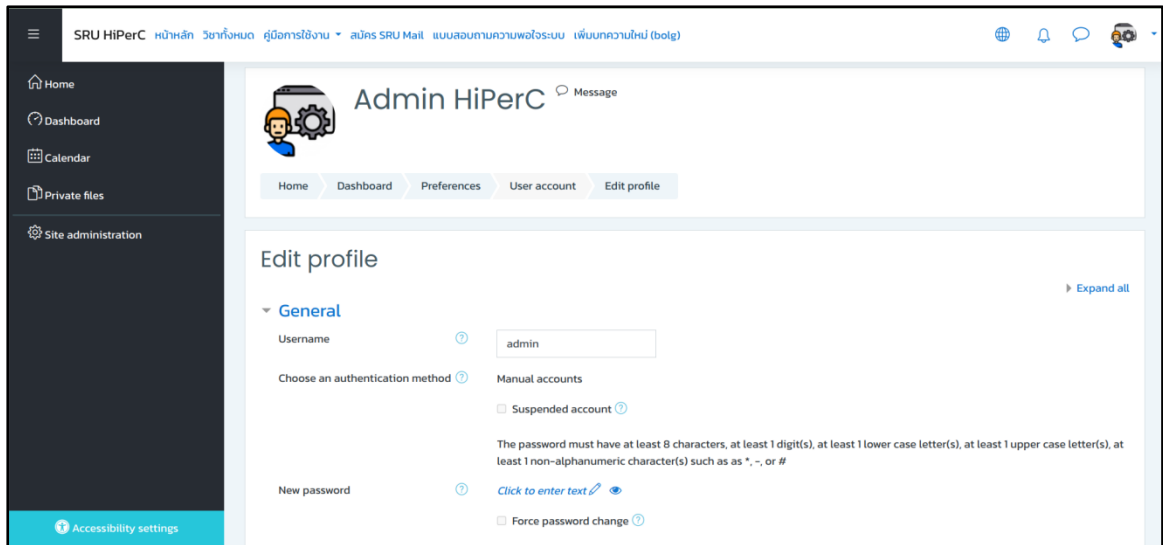 SRU HiPerC หน้าหลัก วิชาทั้งหมด คู่มือการใช้งาน สมัคร SRU Mail แบบสอบถามความพอใจระบบ เพิ่มบทความใหม่ (bolg)
Home
Dashboard
Calendar
Private files
Site administration
Accessibility settings
Admin HiPerC Message
Home Dashboard Preferences User account Edit profile
Edit profile
Expand all
General
Username admin
Choose an authentication method Manual accounts
Suspended account
The password must have at least 8 characters, at least 1 digit(s), at least 1 lower case letter(s), at least 1 upper case letter(s), at
least 1 non-alphanumeric character(s) such as as *, -, or #
New password Click to enter text
Force password change